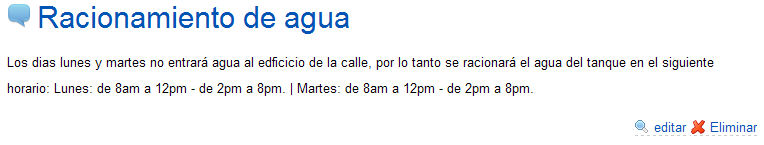 Racionamiento de agua
Los dias lunes y martes no entrará agua al edficicio de la calle, por lo tanto se racionará el agua del tanque en el siguiente
horario: Lunes: de 8am a 12pm - de 2pm a 8pm. | Martes: de 8am a 12pm - de 2pm a 8pm.
editar Eliminar